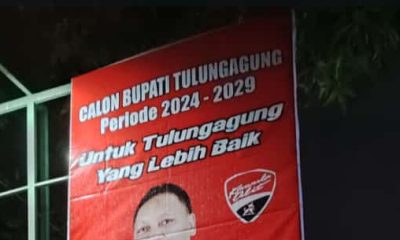 CALON BUPATI TULUNGAGUNG
Periode 2024 - 2029
Untuk Tulungagung
Yang Lebih Baik